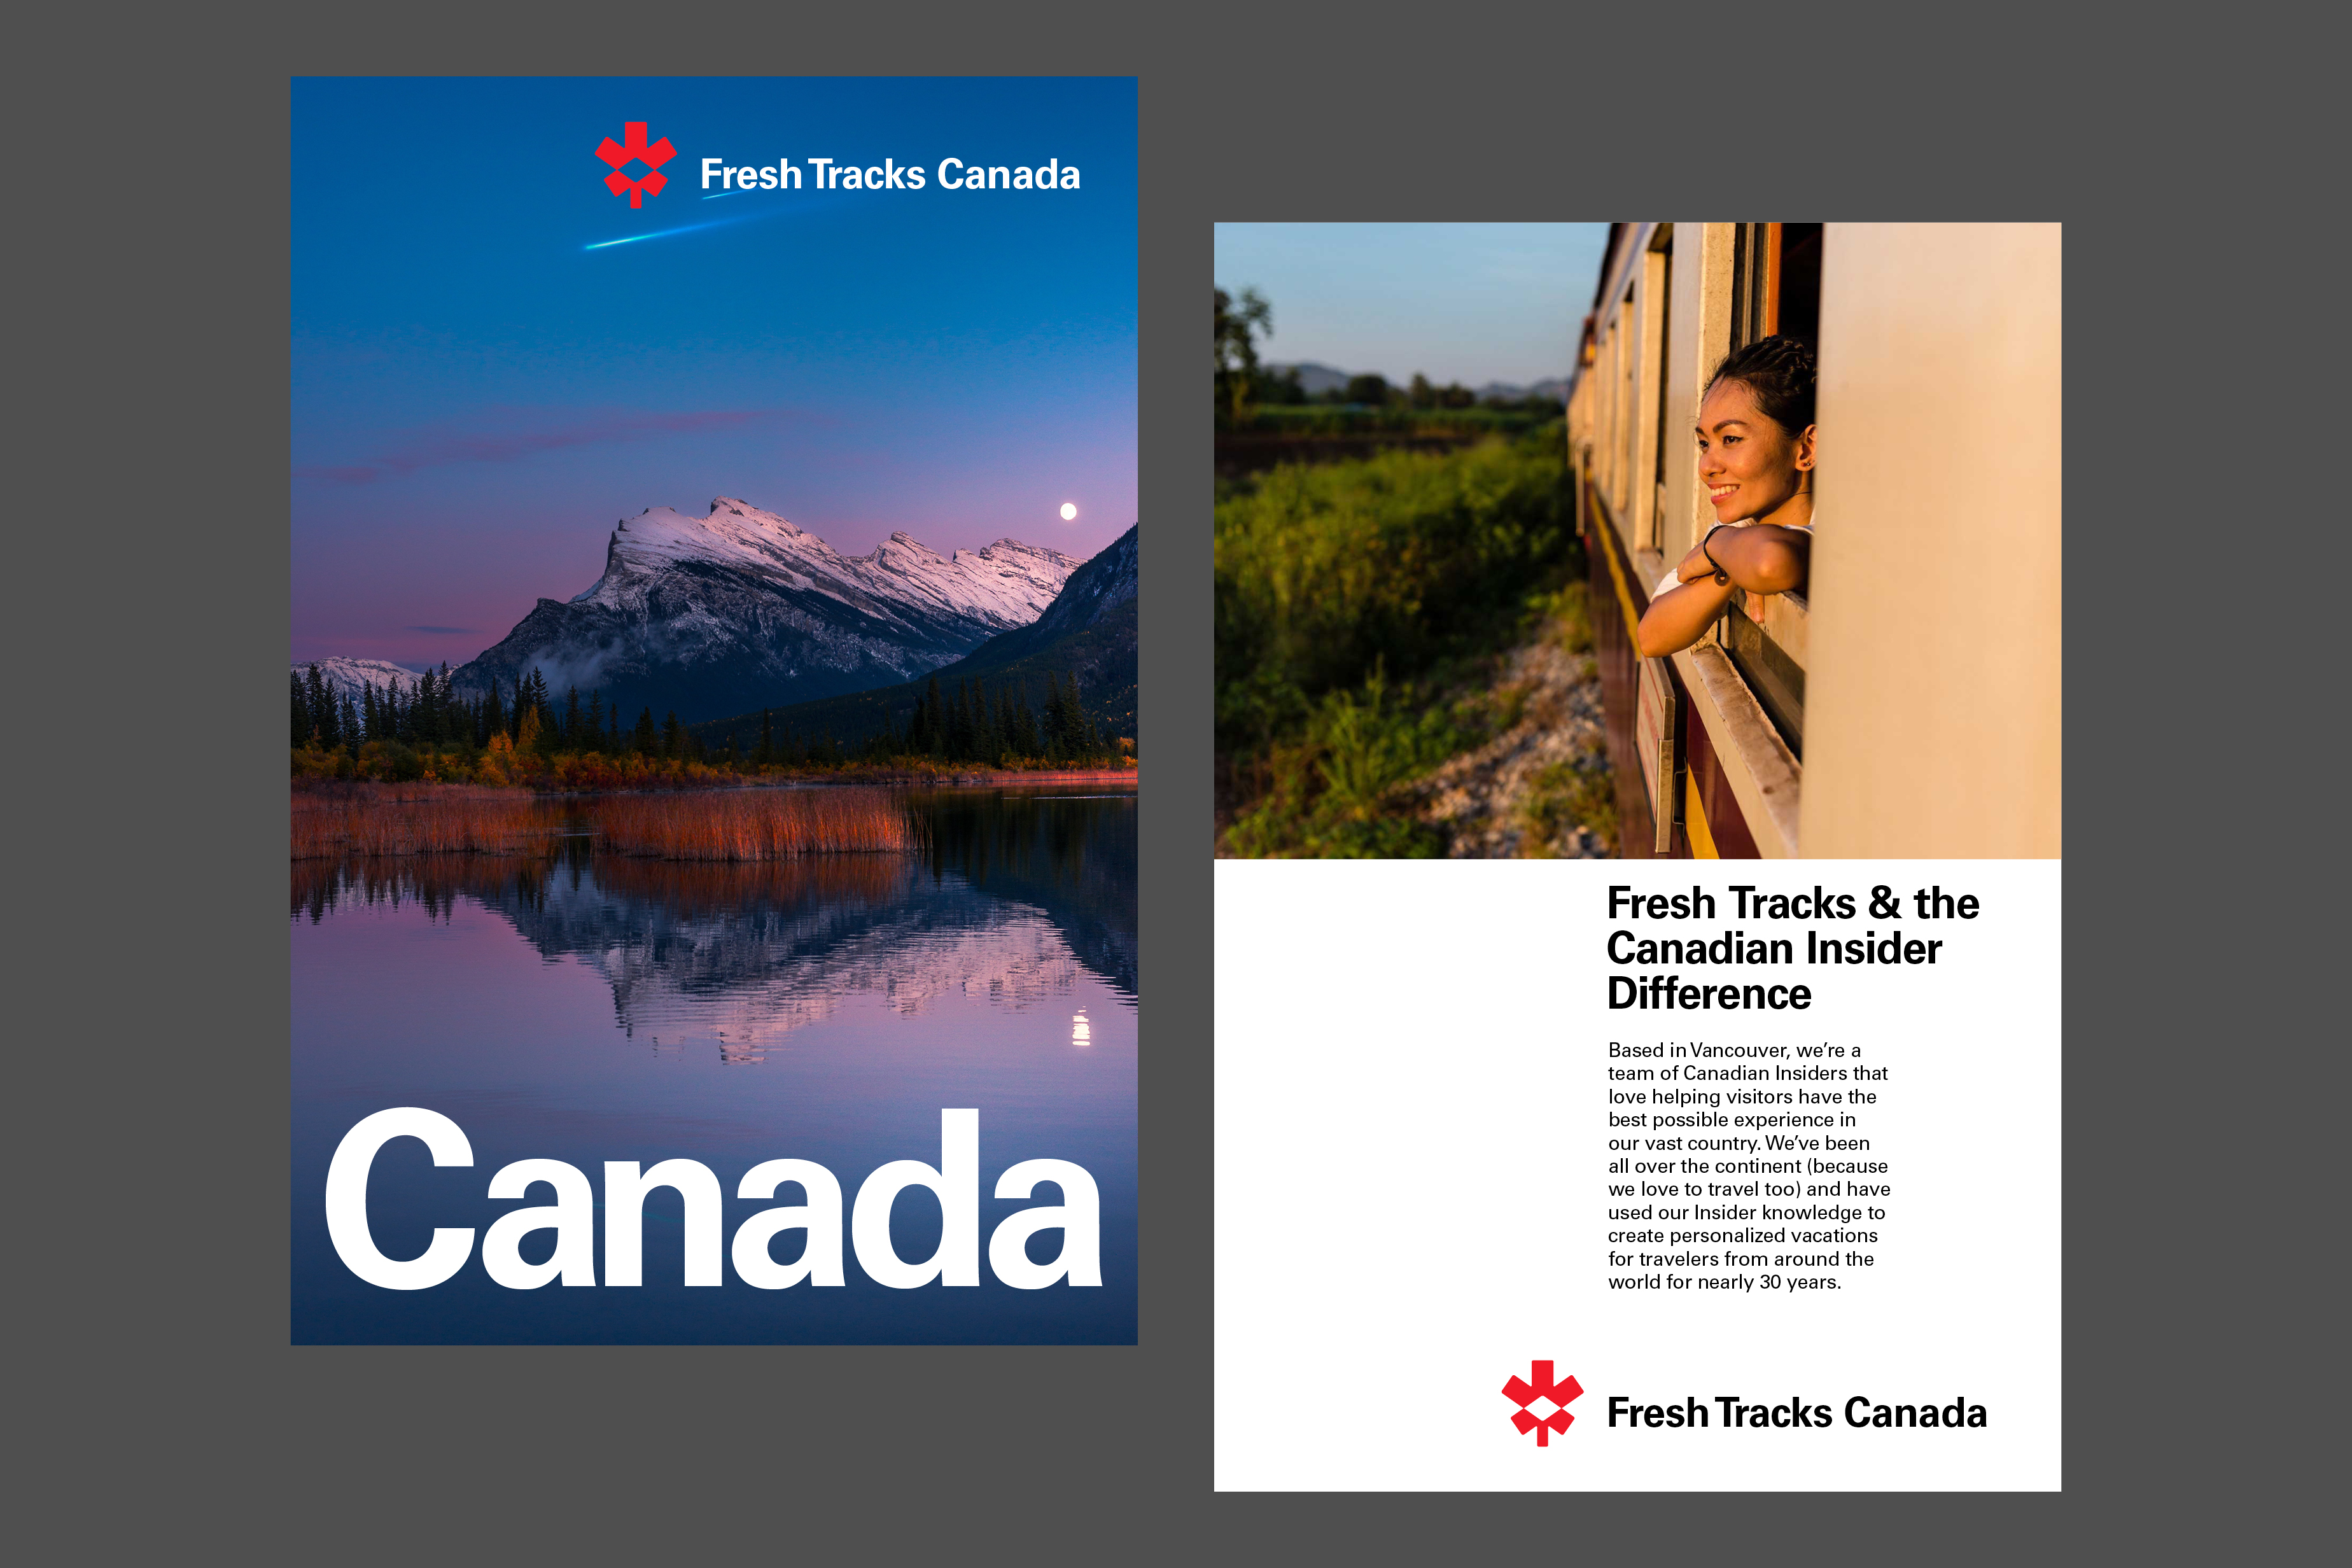 Fresh Tracks Canada
Canada
Fresh Tracks & the
Canadian Insider
Difference
Based in Vancouver, we’re a
team of Canadian Insiders that
love helping visitors have the
best possible experience in
our vast country. We’ve been
all over the continent (because
we love to travel too) and have
used our Insider knowledge to
create personalized vacations
for travelers from around the
world for nearly 30 years.
Fresh Tracks Canada